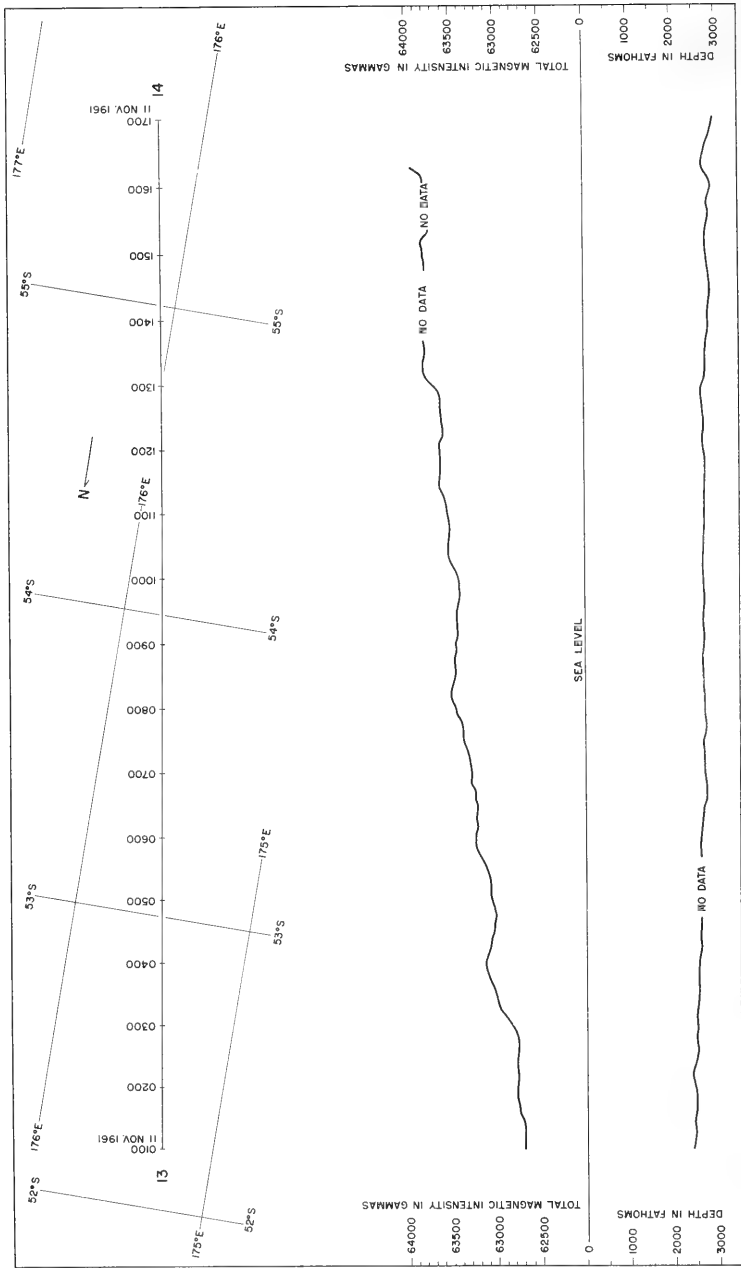 52°S
176°E
175°E
52°S
53°S
53°S
175°E
54°S
54°S
176°E
N
55°S
55°S
177°E
176°E
13
11 NOV. 1961
0100
0200
0300
0400
0500
0600
0700
0800
0900
1000
1100
1200
1300
1400
1500
1600
1700
11 NOV. 1961
14
TOTAL MAGNETIC INTENSITY IN GAMMAS
64000
63500
63000
62500
NO DATA
NO DATA
TOTAL MAGNETIC INTENSITY IN GAMMAS
64000
63500
63000
62500
SEA LEVEL
DEPTH IN FATHOMS
0
1000
2000
3000
NO DATA
DEPTH IN FATHOMS
0
1000
2000
3000